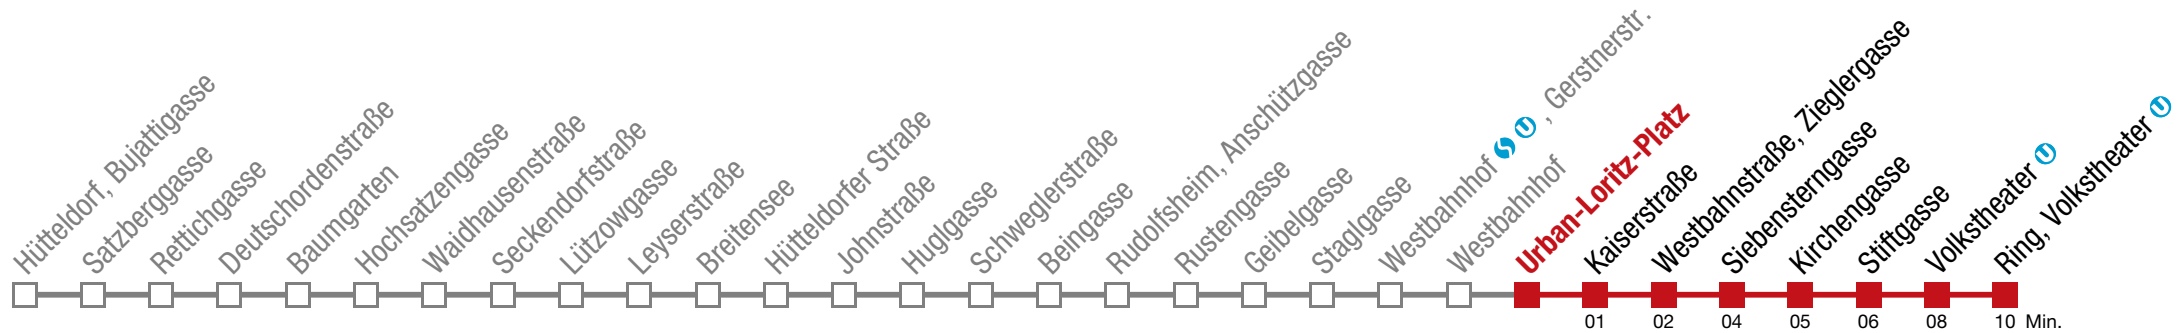 Hütteldorf, Bujattigasse
Satzberggasse
Rettichgasse
Deutschordenstraße
Baumgarten
Hochsatzengasse
Waidhausenstraße
Seckendorfstraße
Lützowgasse
Leyserstraße
Breitensee
Hütteldorfer Straße
Johnstraße
Huglgasse
Schweglerstraße
Beingasse
Rudolfsheim, Anschützgasse
Rustengasse
Geibelgasse
Staglgasse
Westbahnhof S U , Gerstnerstr.
Westbahnhof
Urban-Loritz-Platz
Kaiserstraße
Westbahnstraße, Zieglergasse
Siebensterngasse
Kirchengasse
Stiftgasse
Volkstheater U
Ring, Volkstheater U
01 02 04 05 06 08 10 Min.